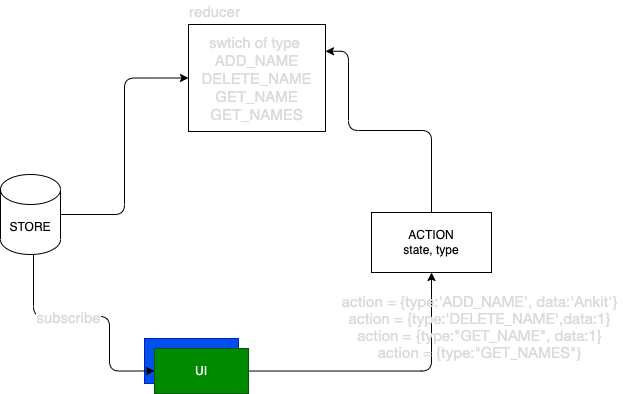 reducer
swtich of type
ADD_NAME
DELETE_NAME
GET_NAME
GET_NAMES
STORE
ACTION
state, type
action = {type:'ADD_NAME', data:'Ankit'}
action = {type:'DELETE_NAME',data:1}
action = {type:"GET_NAME", data:1}
action = {type:"GET_NAMES"}
subscribe
UI